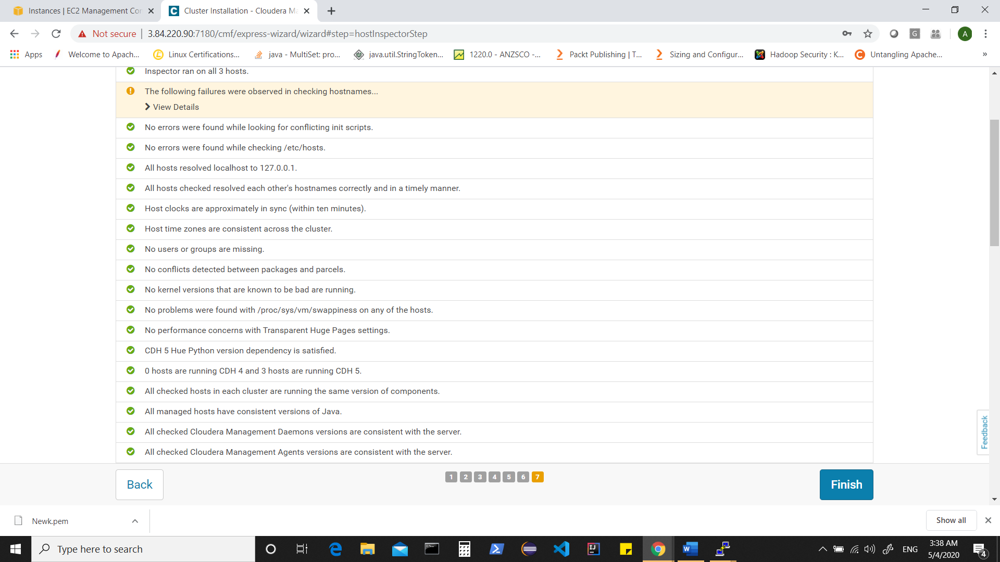 Instances | EC2 Management Con
Cluster Installation - Cloudera Ma
Not secure
3.84.220.90:7180/cmf/express-wizard/wizard#step=hostInspectorStep
G
A
Apps
Welcome to Apach...
Linux Certifications...
java - MultiSet: pro...
java.util.StringToken...
1220.0 - ANZSCO -...
Packt Publishing | T...
Sizing and Configur...
Hadoop Security : K...
Untangling Apache...
»
Inspector ran on all 3 hosts.
The following failures were observed in checking hostnames...
View Details
No errors were found while looking for conflicting init scripts.
No errors were found while checking /etc/hosts.
All hosts resolved localhost to 127.0.0.1.
All hosts checked resolved each other's hostnames correctly and in a timely manner.
Host clocks are approximately in sync (within ten minutes).
Host time zones are consistent across the cluster.
No users or groups are missing.
No conflicts detected between packages and parcels.
No kernel versions that are known to be bad are running.
No problems were found with /proc/sys/vm/swappiness on any of the hosts.
No performance concerns with Transparent Huge Pages settings.
CDH 5 Hue Python version dependency is satisfied.
0 hosts are running CDH 4 and 3 hosts are running CDH 5.
All checked hosts in each cluster are running the same version of components.
All managed hosts have consistent versions of Java.
All checked Cloudera Management Daemons versions are consistent with the server.
All checked Cloudera Management Agents versions are consistent with the server.
Feedback
Back
1 2 3 4 5 6 7
Finish
Newk.pem
Show all
Type here to search
ENG
3:38 AM
5/4/2020
4